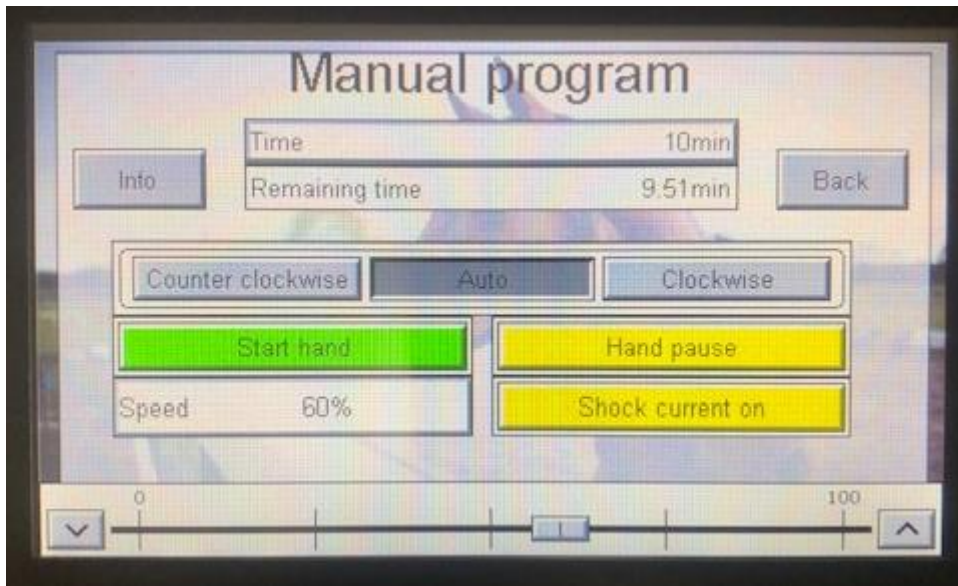 Manual program
Time 10min
Info
Remaining time 9.51min
Back
Counter clockwise Auto Clockwise
Start hand Hand pause
Speed 60% Shock current on
0 100